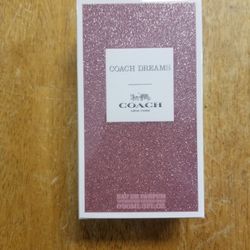 COACH DREAMS
COACH
NEW YORK
EAU DE PARFUM